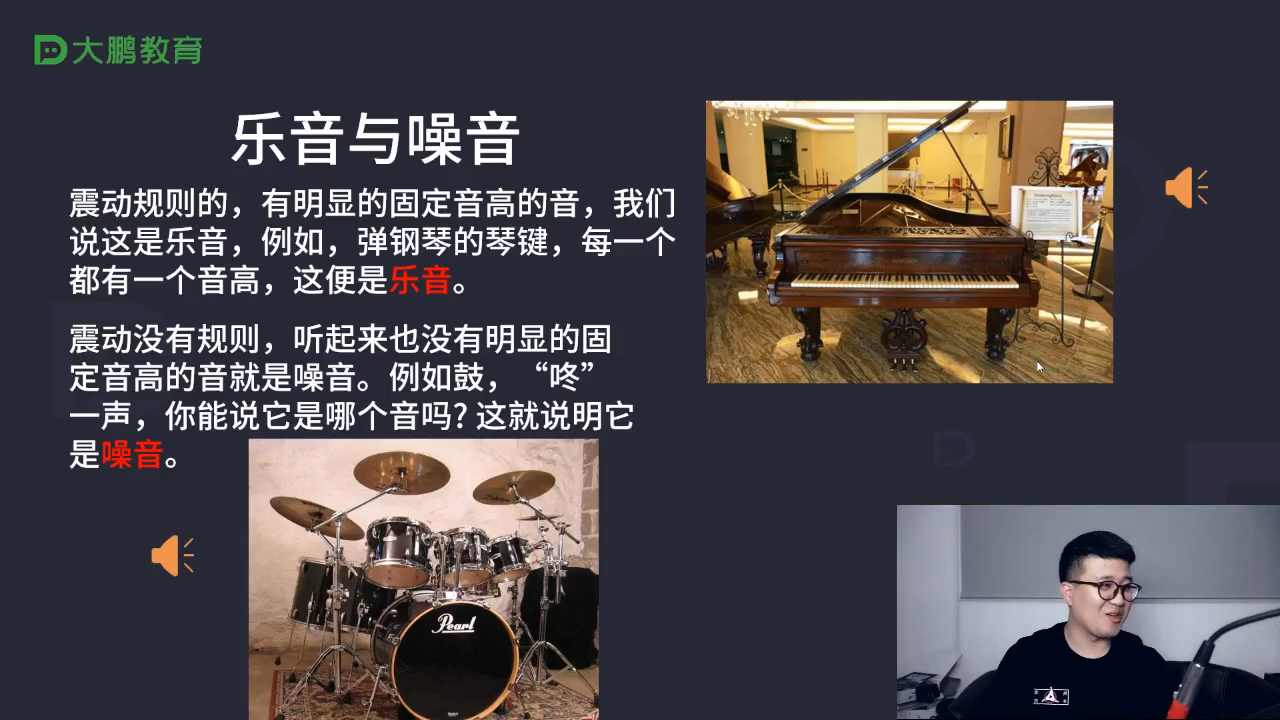 大鹏教育
乐音与噪音
震动规则的，有明显的固定音高的音，我们
说这是乐音，例如，弹钢琴的琴键，每一个
都有一个音高，这便是乐音。
震动没有规则，听起来也没有明显的固
定音高的音就是噪音。例如鼓，“咚”
一声，你能说它是哪个音吗? 这就说明它
是噪音。
Pearl